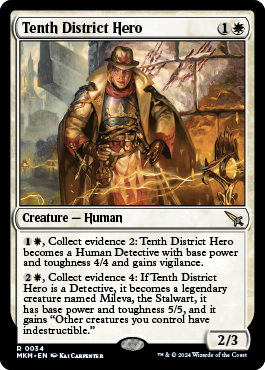 Tenth District Hero 1
Creature — Human
1, Collect evidence 2: Tenth District Hero
becomes a Human Detective with base power
and toughness 4/4 and gains vigilance.
2, Collect evidence 4: If Tenth District
Hero is a Detective, it becomes a legendary
creature named Mileva, the Stalwart, it
has base power and toughness 5/5, and it
gains “Other creatures you control have
indestructible.”
2/3
R 0034
MKM • EN Kai Carpenter
™ & © 2024 Wizards of the Coast